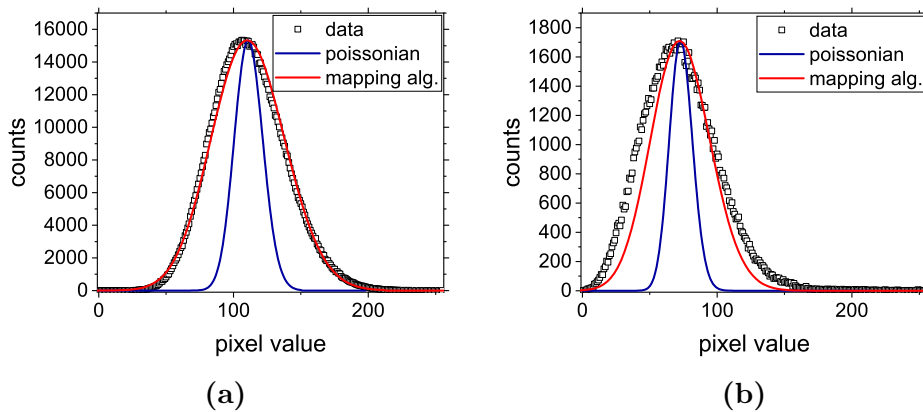 16000
14000
12000
10000
8000
6000
4000
2000
0
counts
data
poissonian
mapping alg.
0
100
200
pixel value
(a)
1800
1600
1400
1200
1000
800
600
400
200
0
counts
data
poissonian
mapping alg.
0
100
200
pixel value
(b)